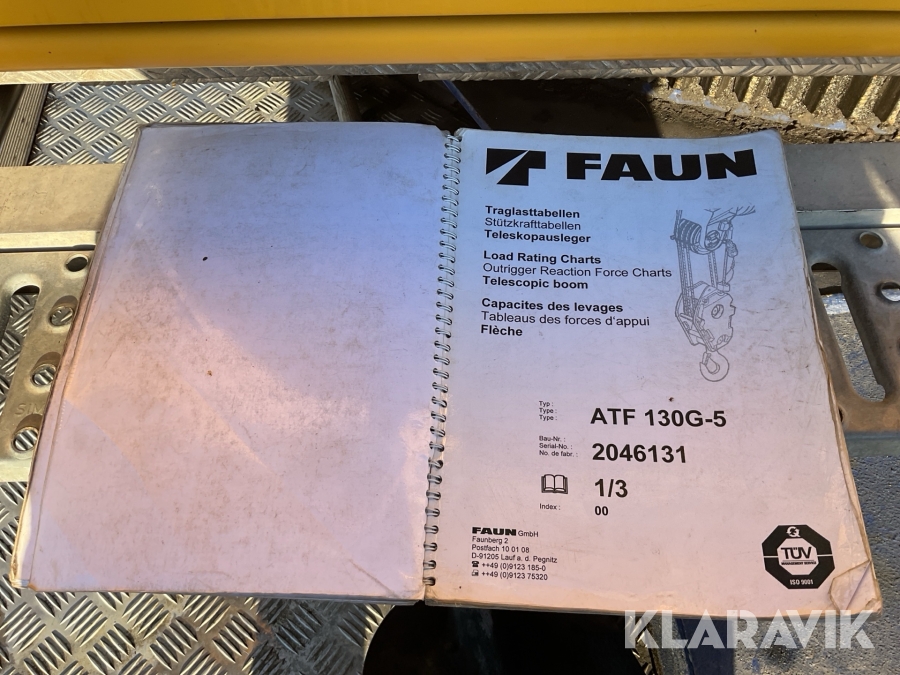 FAUN
Traglasttabellen
Stützkrafttabellen
Teleskopausleger
Load Rating Charts
Outrigger Reaction Force Charts
Telescopic boom
Capacites des levages
Tableaus des forces d'appui
Flèche
Typ :
Type :
Type :
ATF 130G-5
Bau-Nr. :
Serial-No. :
No. de fabr. :
2046131
1/3
Index :
00
FAUN GmbH
Faunberg 2
Postfach 10 01 08
D-91205 Lauf a. d. Pegnitz
++49 (0)9123 185-0
++49 (0)9123 75320
TÜV
MANAGEMENT SERVICE
ISO 9001
KLARAVIK